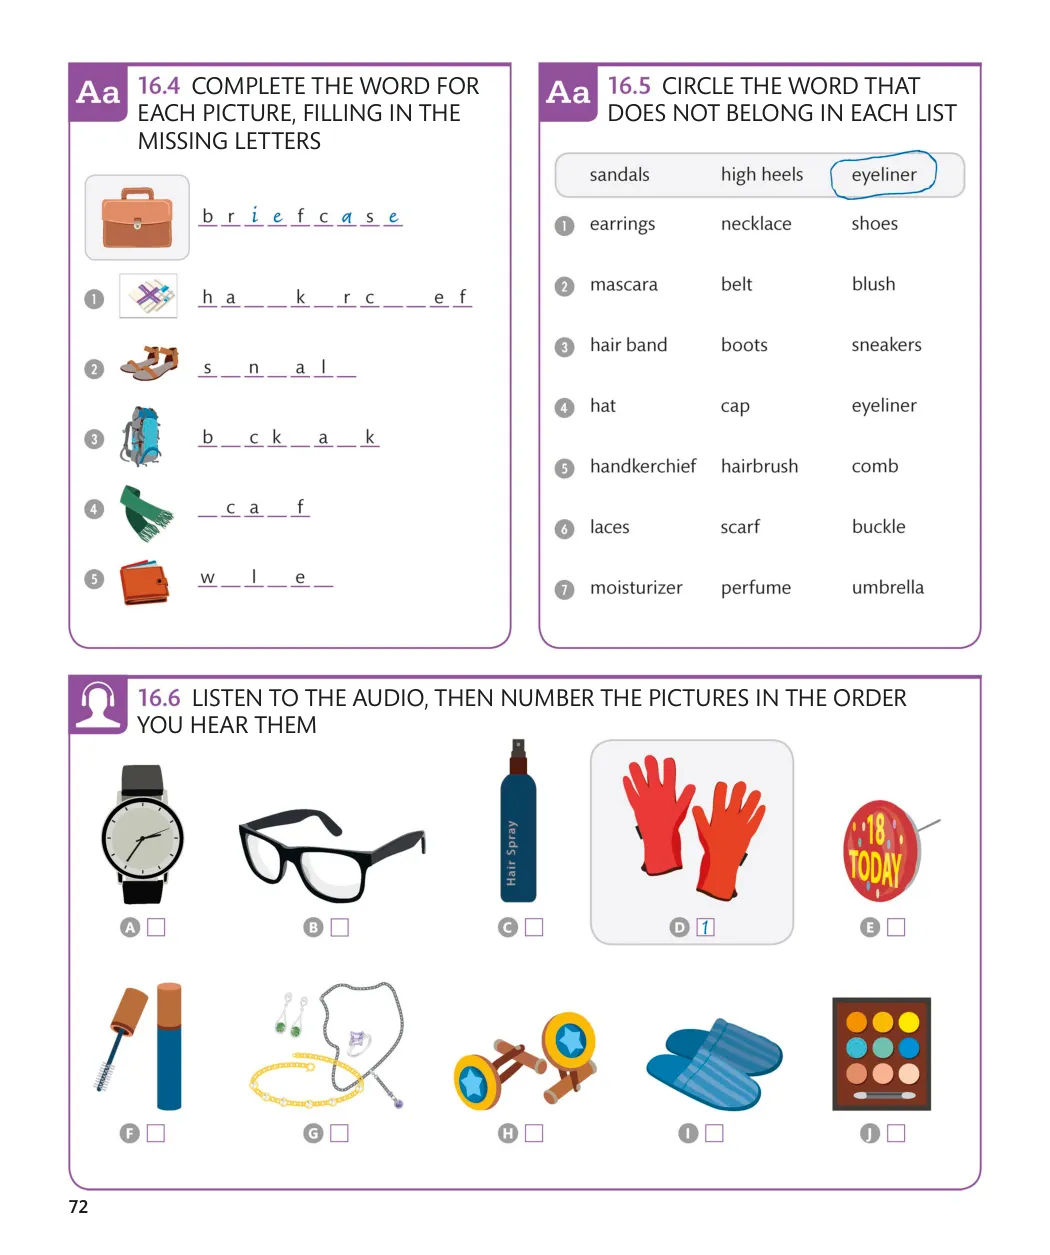 Aa 16.4 COMPLETE THE WORD FOR
EACH PICTURE, FILLING IN THE
MISSING LETTERS
b r i e f c a s e
1 h a _ _ k _ r c _ _ e f
2 s _ n _ a l _
3 b _ c k _ a _ k
4 _ c a _ f
5 w _ l _ e _
Aa 16.5 CIRCLE THE WORD THAT
DOES NOT BELONG IN EACH LIST
sandals high heels eyeliner
1 earrings necklace shoes
2 mascara belt blush
3 hair band boots sneakers
4 hat cap eyeliner
5 handkerchief hairbrush comb
6 laces scarf buckle
7 moisturizer perfume umbrella
16.6 LISTEN TO THE AUDIO, THEN NUMBER THE PICTURES IN THE ORDER
YOU HEAR THEM
Hair Spray
18
TODAY
A B C D 1 E
F G H I J
72